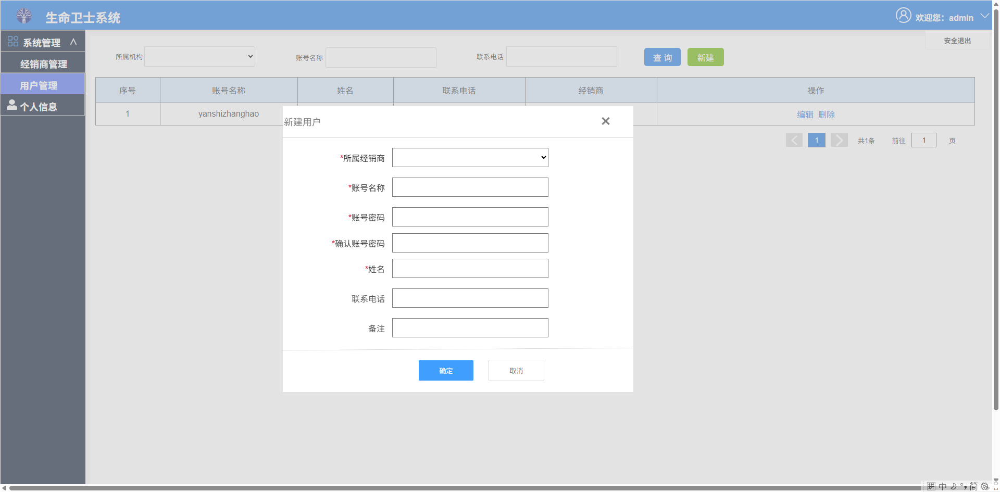 生命卫士系统
欢迎您：admin
安全退出
系统管理
经销商管理
用户管理
个人信息
所属机构
账号名称
联系电话
查 询
新建
序号 账号名称 姓名 联系电话 经销商 操作
1 yanshizhanghao 编辑 删除
1 共1条 前往 1 页
新建用户
*所属经销商
*账号名称
*账号密码
*确认账号密码
*姓名
联系电话
备注
确定 取消
拼 中 简